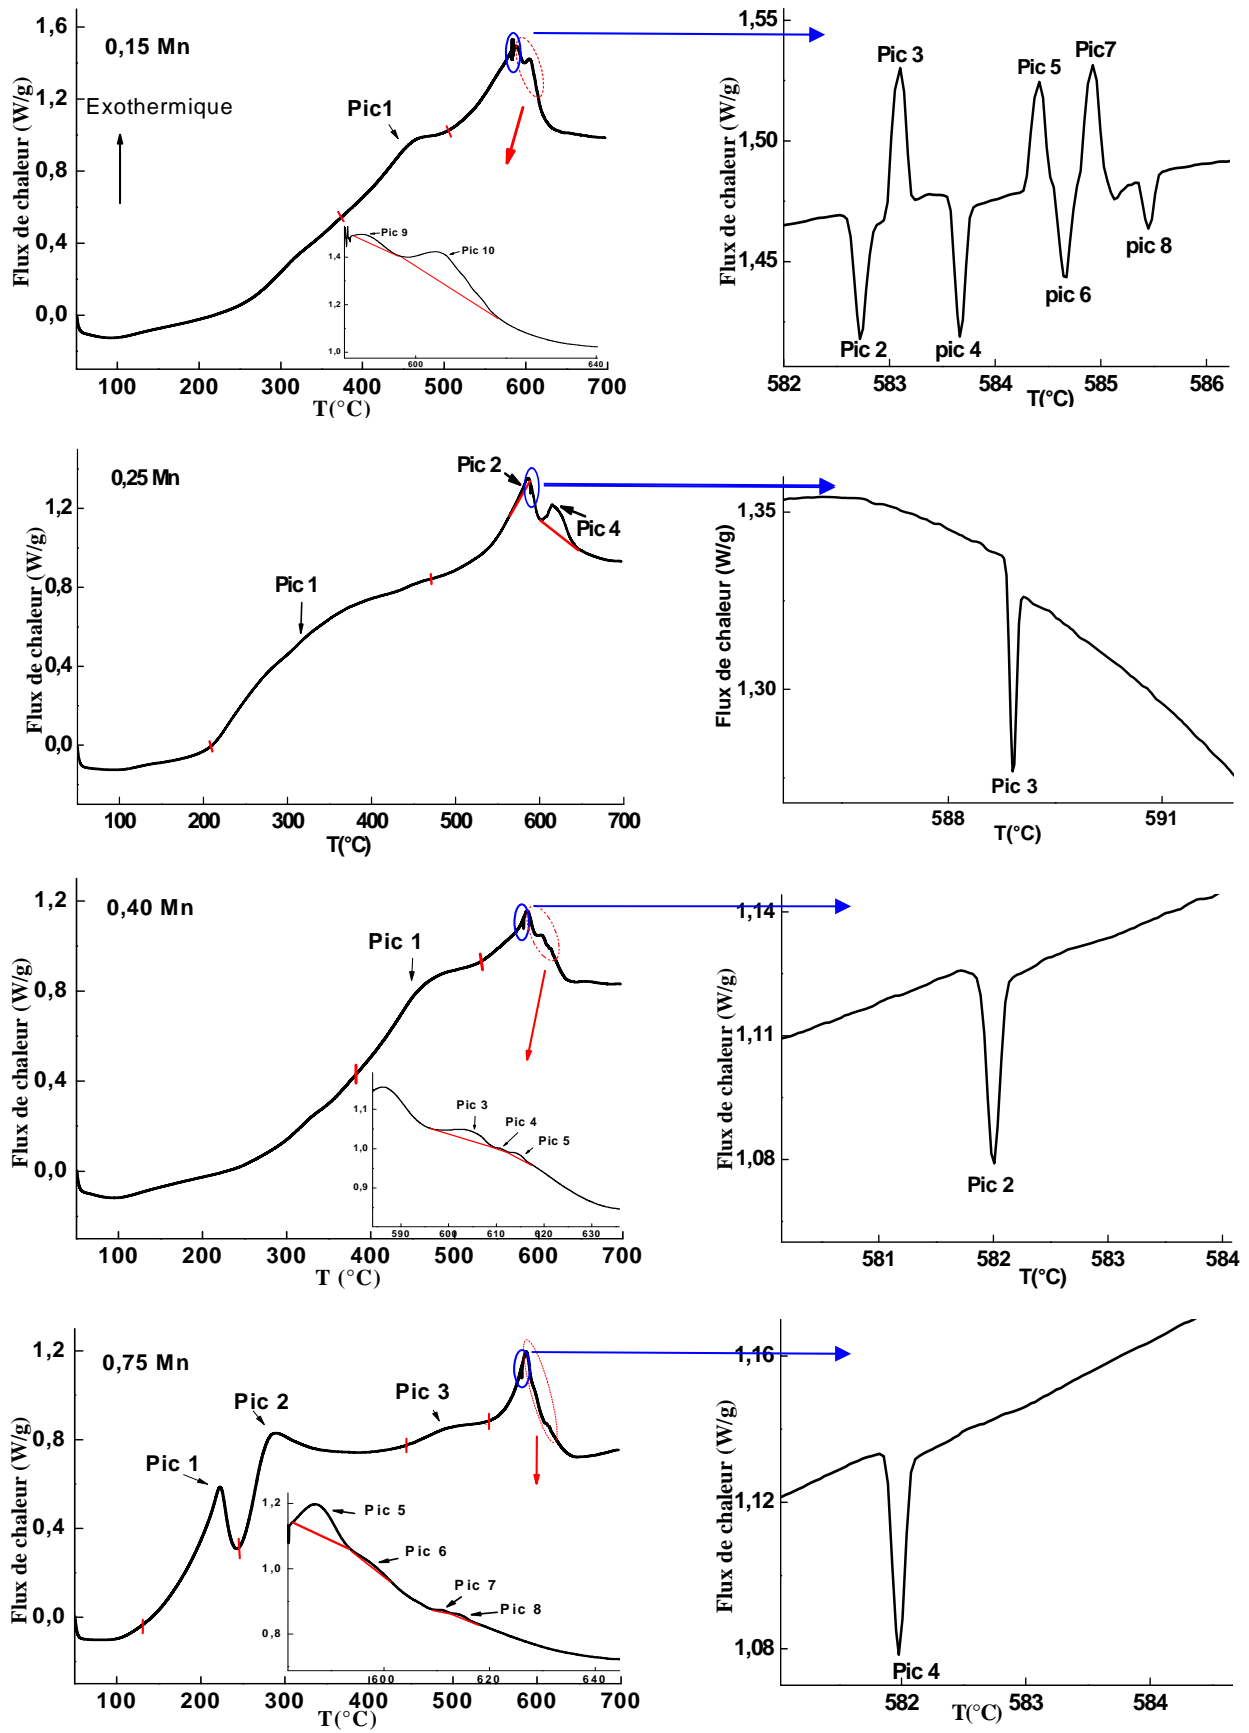 0,15 Mn
Exothermique
Pic1
Flux de chaleur (W/g)
1,6
1,2
0,8
0,4
0,0
100 200 300 400 500 600 700
T(°C)
Pic 9
Pic 10
1,4
1,2
1,0
600 640
Flux de chaleur (W/g)
1,55
1,50
1,45
Pic 3
Pic 5
Pic7
Pic 2
pic 4
pic 6
pic 8
582 583 584 585 586
T(°C)
0,25 Mn
Pic 2
Pic 4
Pic 1
Flux de chaleur (W/g)
1,2
0,8
0,4
0,0
100 200 300 400 500 600 700
T(°C)
Flux de chaleur (W/g)
1,35
1,30
Pic 3
588 591
T(°C)
0,40 Mn
Pic 1
Flux de chaleur (W/g)
1,2
0,8
0,4
0,0
100 200 300 400 500 600 700
T (°C)
Pic 3
Pic 4
Pic 5
1,1
1,0
0,9
590 600 610 620 630
Flux de chaleur (W/g)
1,14
1,11
1,08
Pic 2
581 582 583 584
T(°C)
0,75 Mn
Pic 1
Pic 2
Pic 3
Flux de chaleur (W/g)
1,2
0,8
0,4
0,0
100 200 300 400 500 600 700
T (°C)
Pic 5
Pic 6
Pic 7
Pic 8
1,2
1,0
0,8
600 620 640
Flux de chaleur (W/g)
1,16
1,12
1,08
Pic 4
582 583 584
T(°C)